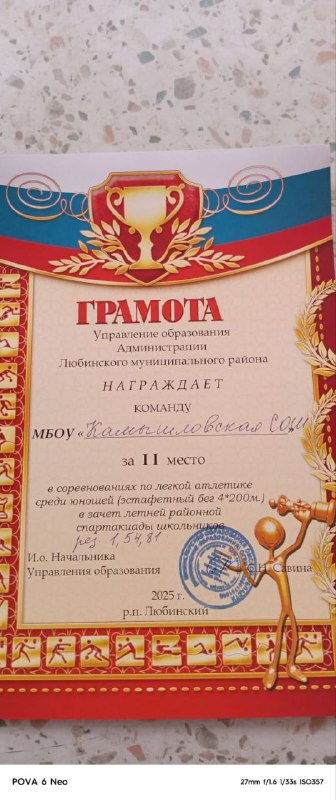 ГРАМОТА
Управление образования
Администрации
Любинского муниципального района
НАГРАЖДАЕТ
КОМАНДУ
МБОУ «Камышловская СОШ»
за II место
в соревнованиях по легкой атлетике
среди юношей (эстафетный бег 4*200м.)
в зачет летней районной
спартакиады школьников
рез. 1,54,81
И.о. Начальника
Управления образования Савина
2025 г.
р.п. Любинский
POVA 6 Neo 27mm f/1.6 1/33s ISO357